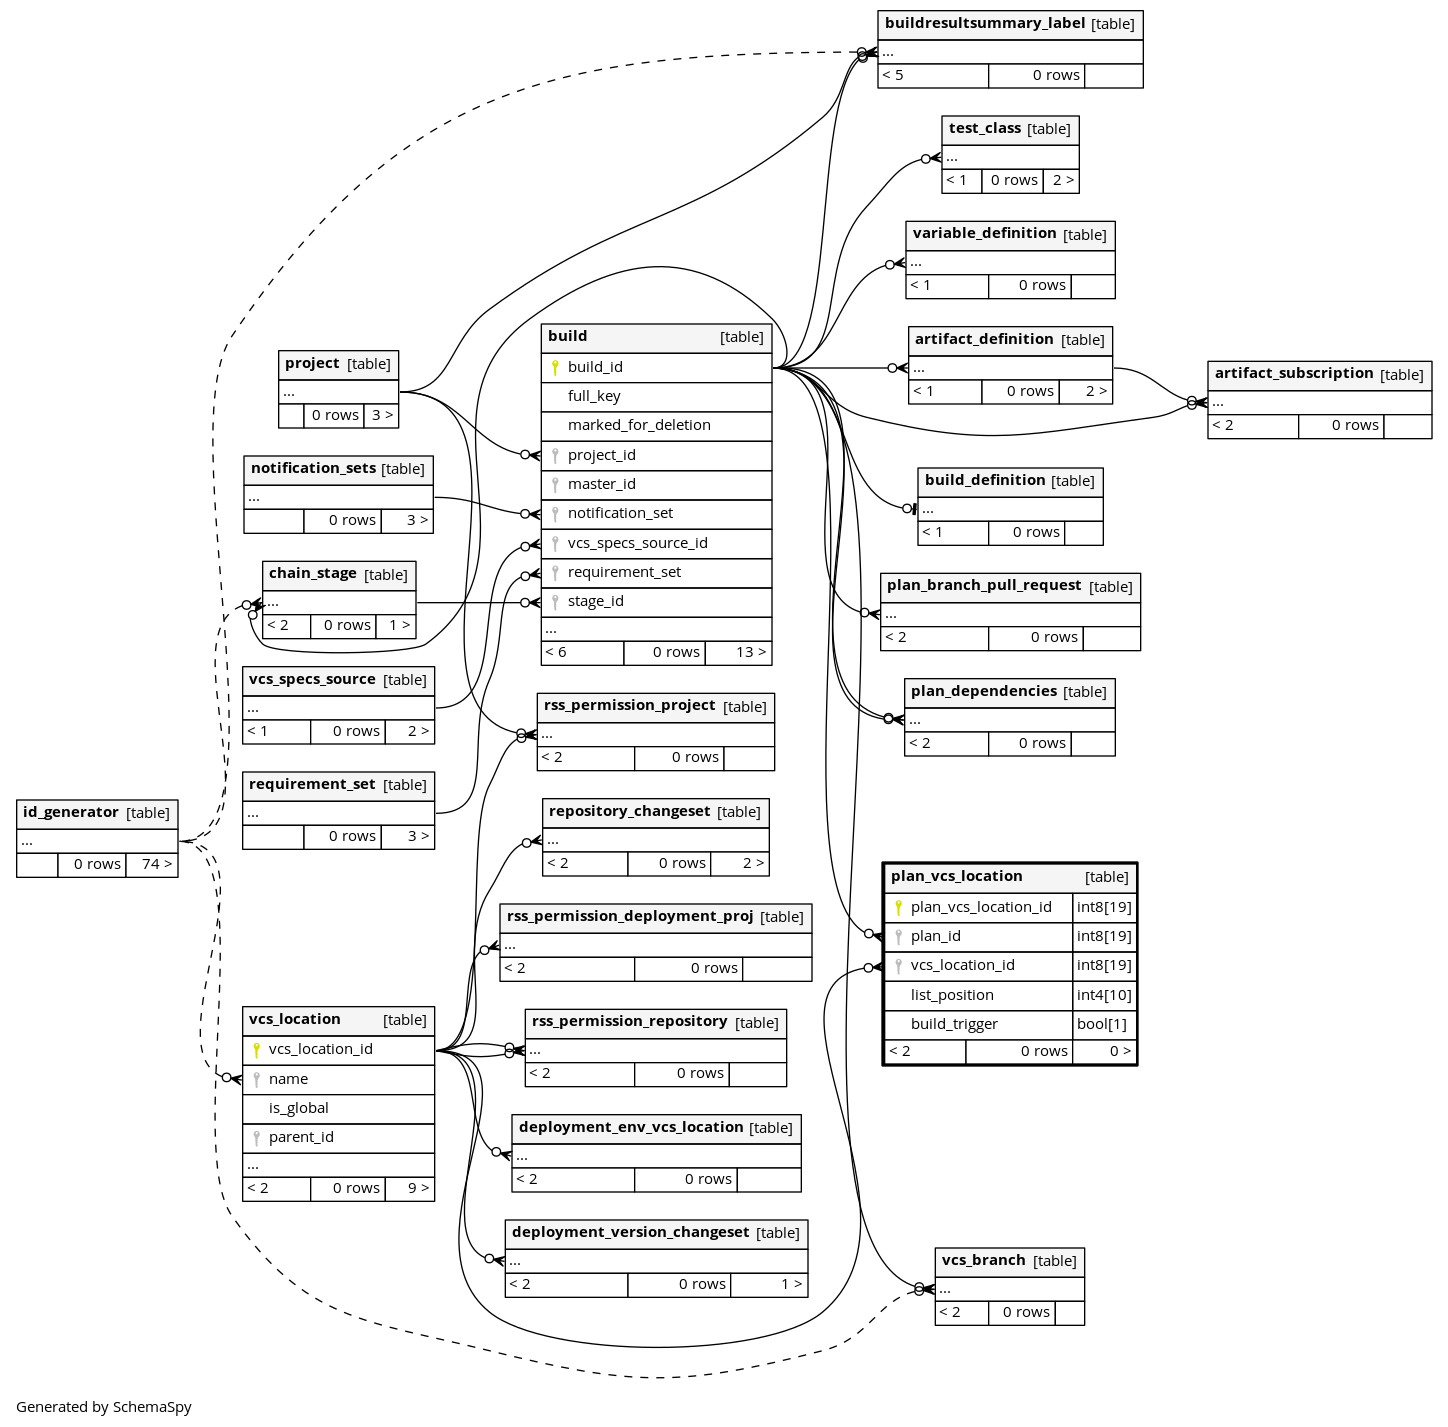 buildresultsummary_label [table]
...
< 5 0 rows
test_class [table]
...
< 1 0 rows 2 >
variable_definition [table]
...
< 1 0 rows
artifact_definition [table]
...
< 1 0 rows 2 >
artifact_subscription [table]
...
< 2 0 rows
build [table]
build_id
full_key
marked_for_deletion
project_id
master_id
notification_set
vcs_specs_source_id
requirement_set
stage_id
...
< 6 0 rows 13 >
project [table]
...
0 rows 3 >
notification_sets [table]
...
0 rows 3 >
build_definition [table]
...
< 1 0 rows
chain_stage [table]
...
< 2 0 rows 1 >
plan_branch_pull_request [table]
...
< 2 0 rows
vcs_specs_source [table]
...
< 1 0 rows 2 >
plan_dependencies [table]
...
< 2 0 rows
rss_permission_project [table]
...
< 2 0 rows
requirement_set [table]
...
0 rows 3 >
id_generator [table]
...
0 rows 74 >
repository_changeset [table]
...
< 2 0 rows 2 >
plan_vcs_location [table]
plan_vcs_location_id int8[19]
plan_id int8[19]
vcs_location_id int8[19]
list_position int4[10]
build_trigger bool[1]
< 2 0 rows 0 >
rss_permission_deployment_proj [table]
...
< 2 0 rows
vcs_location [table]
vcs_location_id
name
is_global
parent_id
...
< 2 0 rows 9 >
rss_permission_repository [table]
...
< 2 0 rows
deployment_env_vcs_location [table]
...
< 2 0 rows
deployment_version_changeset [table]
...
< 2 0 rows 1 >
vcs_branch [table]
...
< 2 0 rows
Generated by SchemaSpy